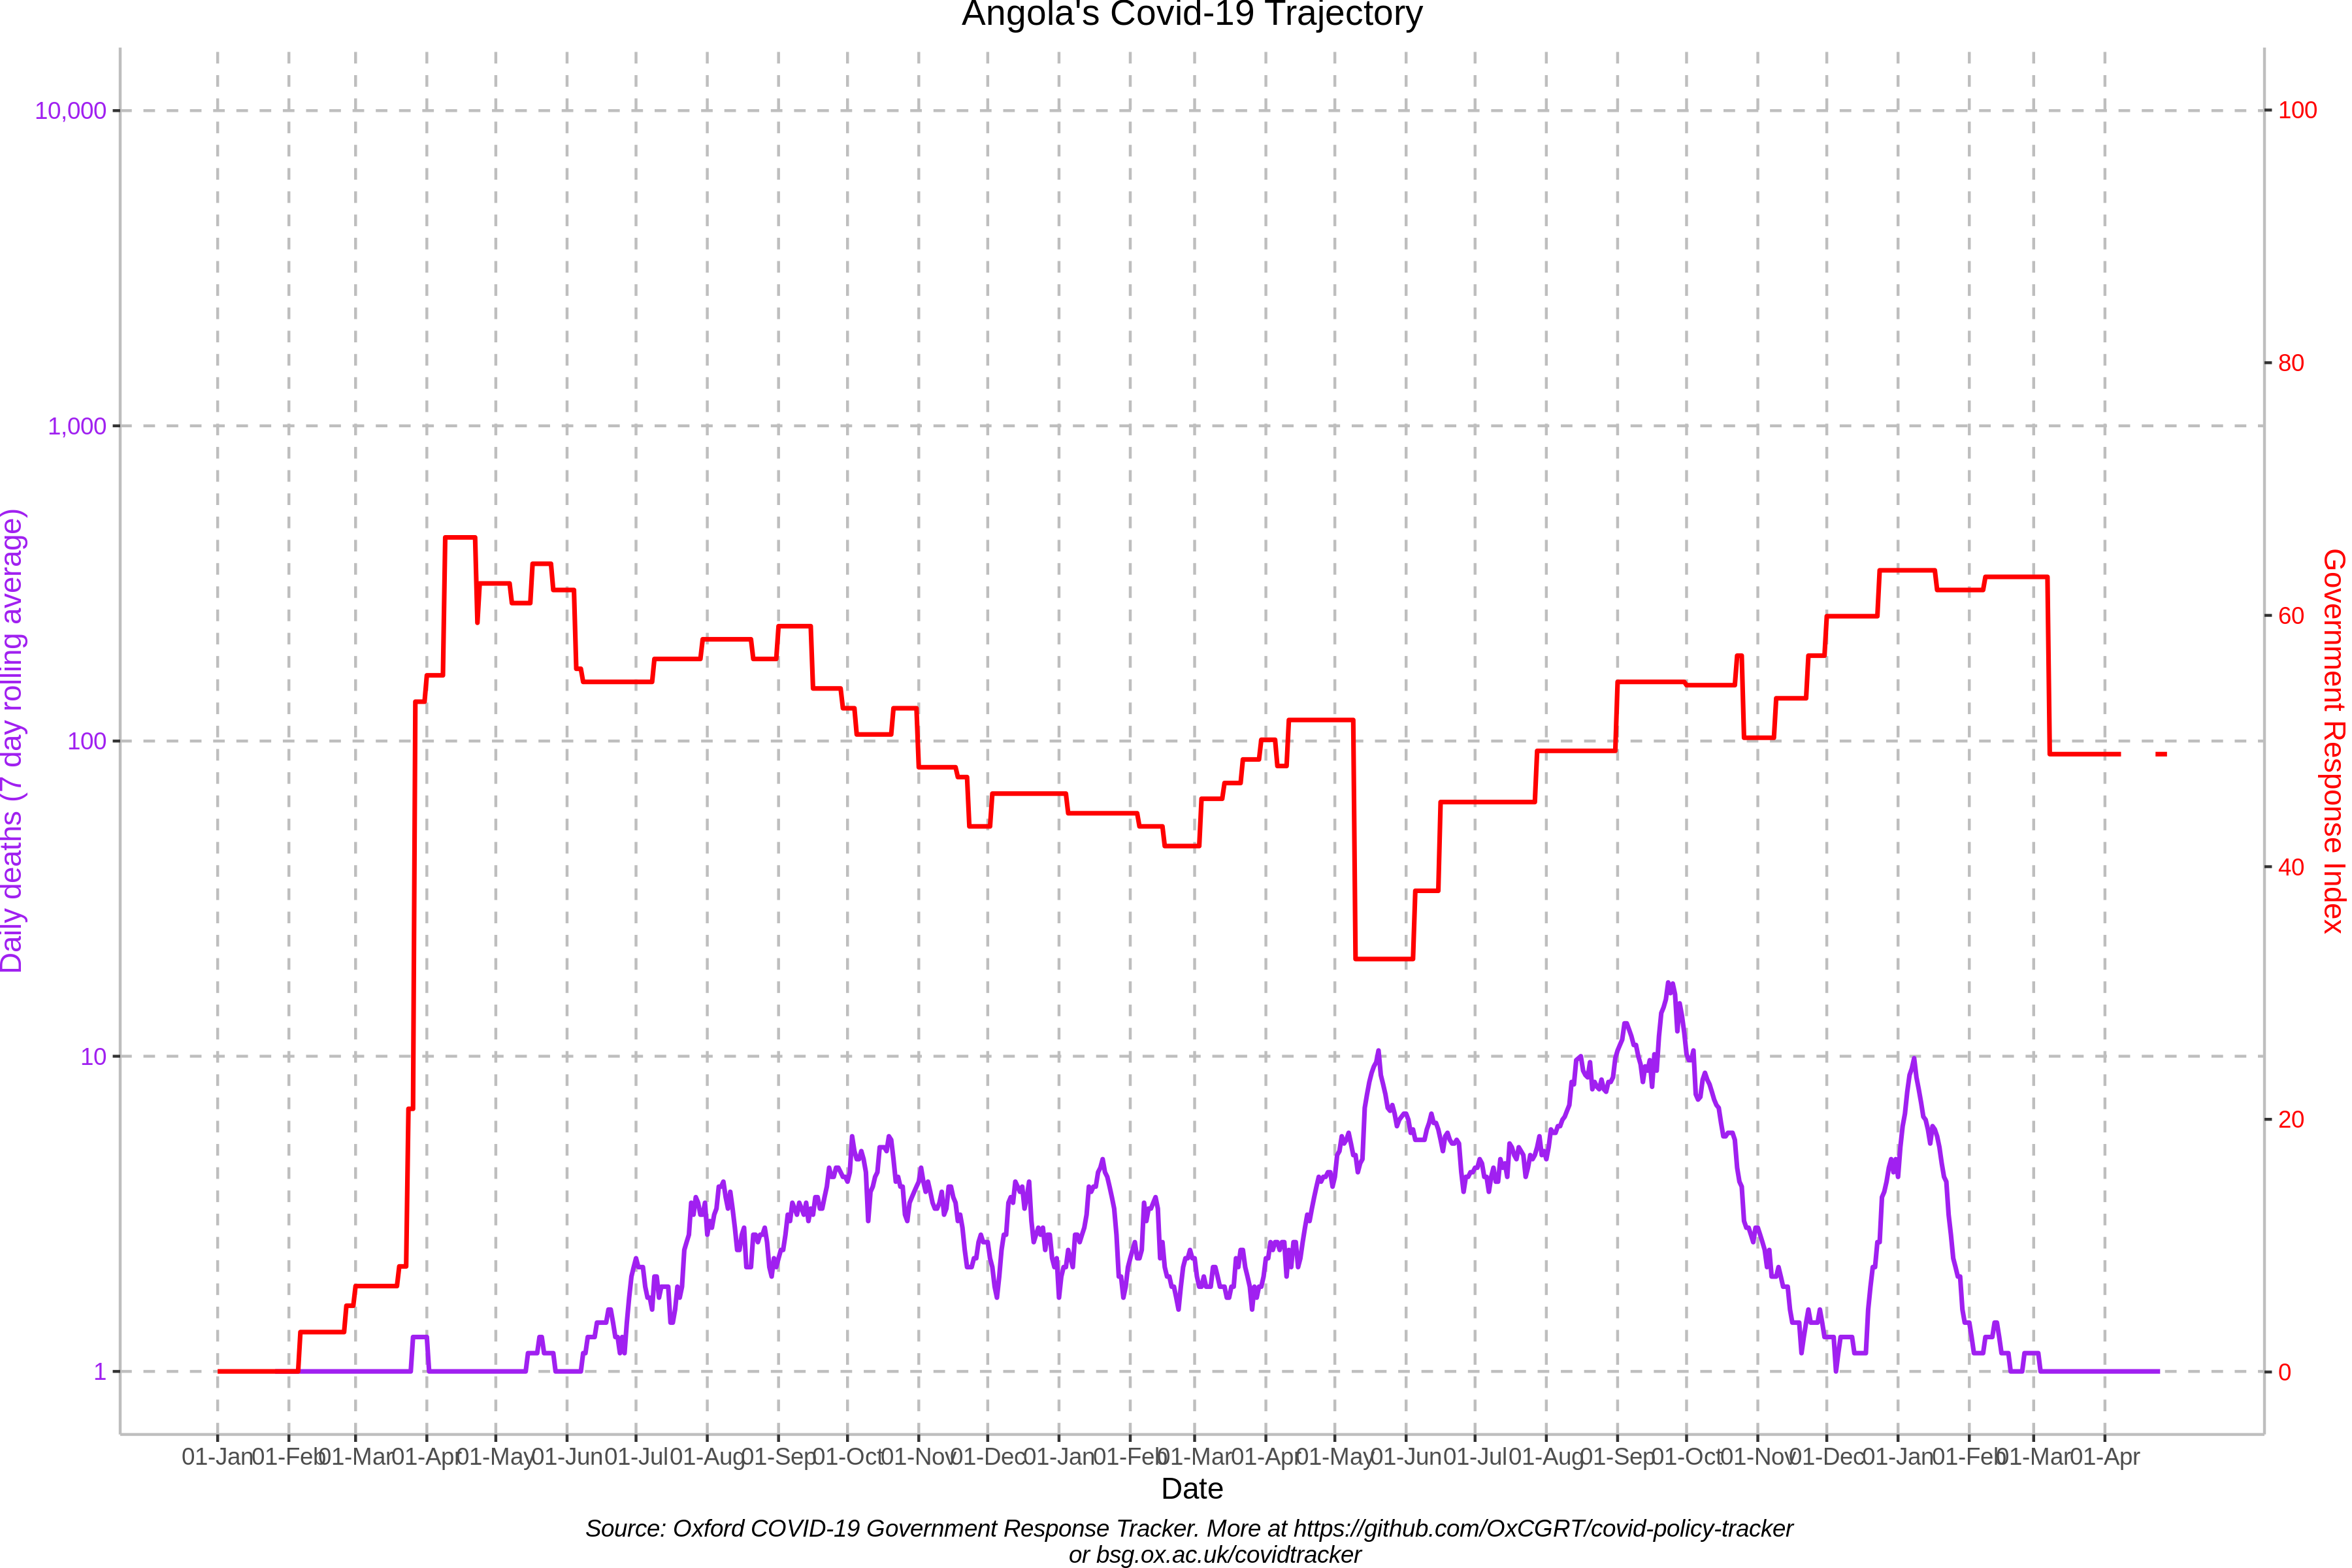 Angola's Covid-19 Trajectory
10,000
1,000
100
10
1
Daily deaths (7 day rolling average)
100
80
60
40
20
0
Government Response Index
01-Jan 01-Feb 01-Mar 01-Apr 01-May 01-Jun 01-Jul 01-Aug 01-Sep 01-Oct 01-Nov 01-Dec 01-Jan 01-Feb 01-Mar 01-Apr 01-May 01-Jun 01-Jul 01-Aug 01-Sep 01-Oct 01-Nov 01-Dec 01-Jan 01-Feb 01-Mar 01-Apr
Date
Source: Oxford COVID-19 Government Response Tracker. More at https://github.com/OxCGRT/covid-policy-tracker
or bsg.ox.ac.uk/covidtracker